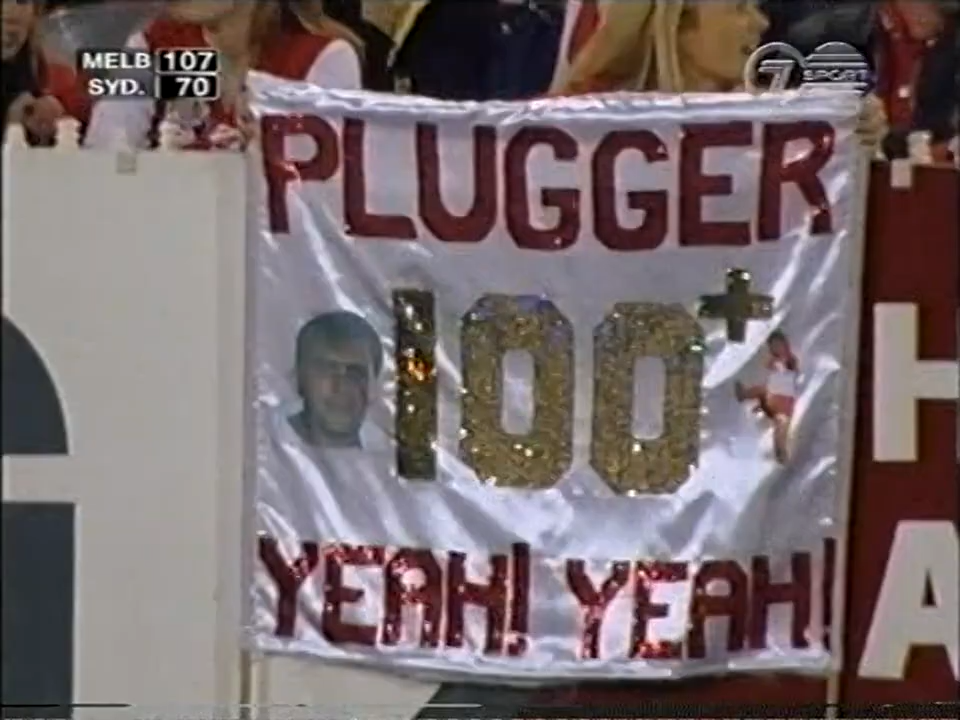 MELB 107
SYD. 70
7 SPORT
PLUGGER
100+
YEAH! YEAH!
H
A